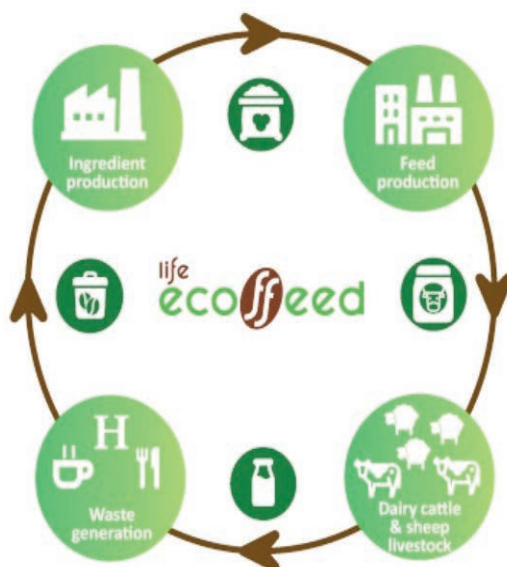 Ingredient
production
Feed
production
life
ecoffeed
H
Waste
generation
Dairy cattle
& sheep
livestock